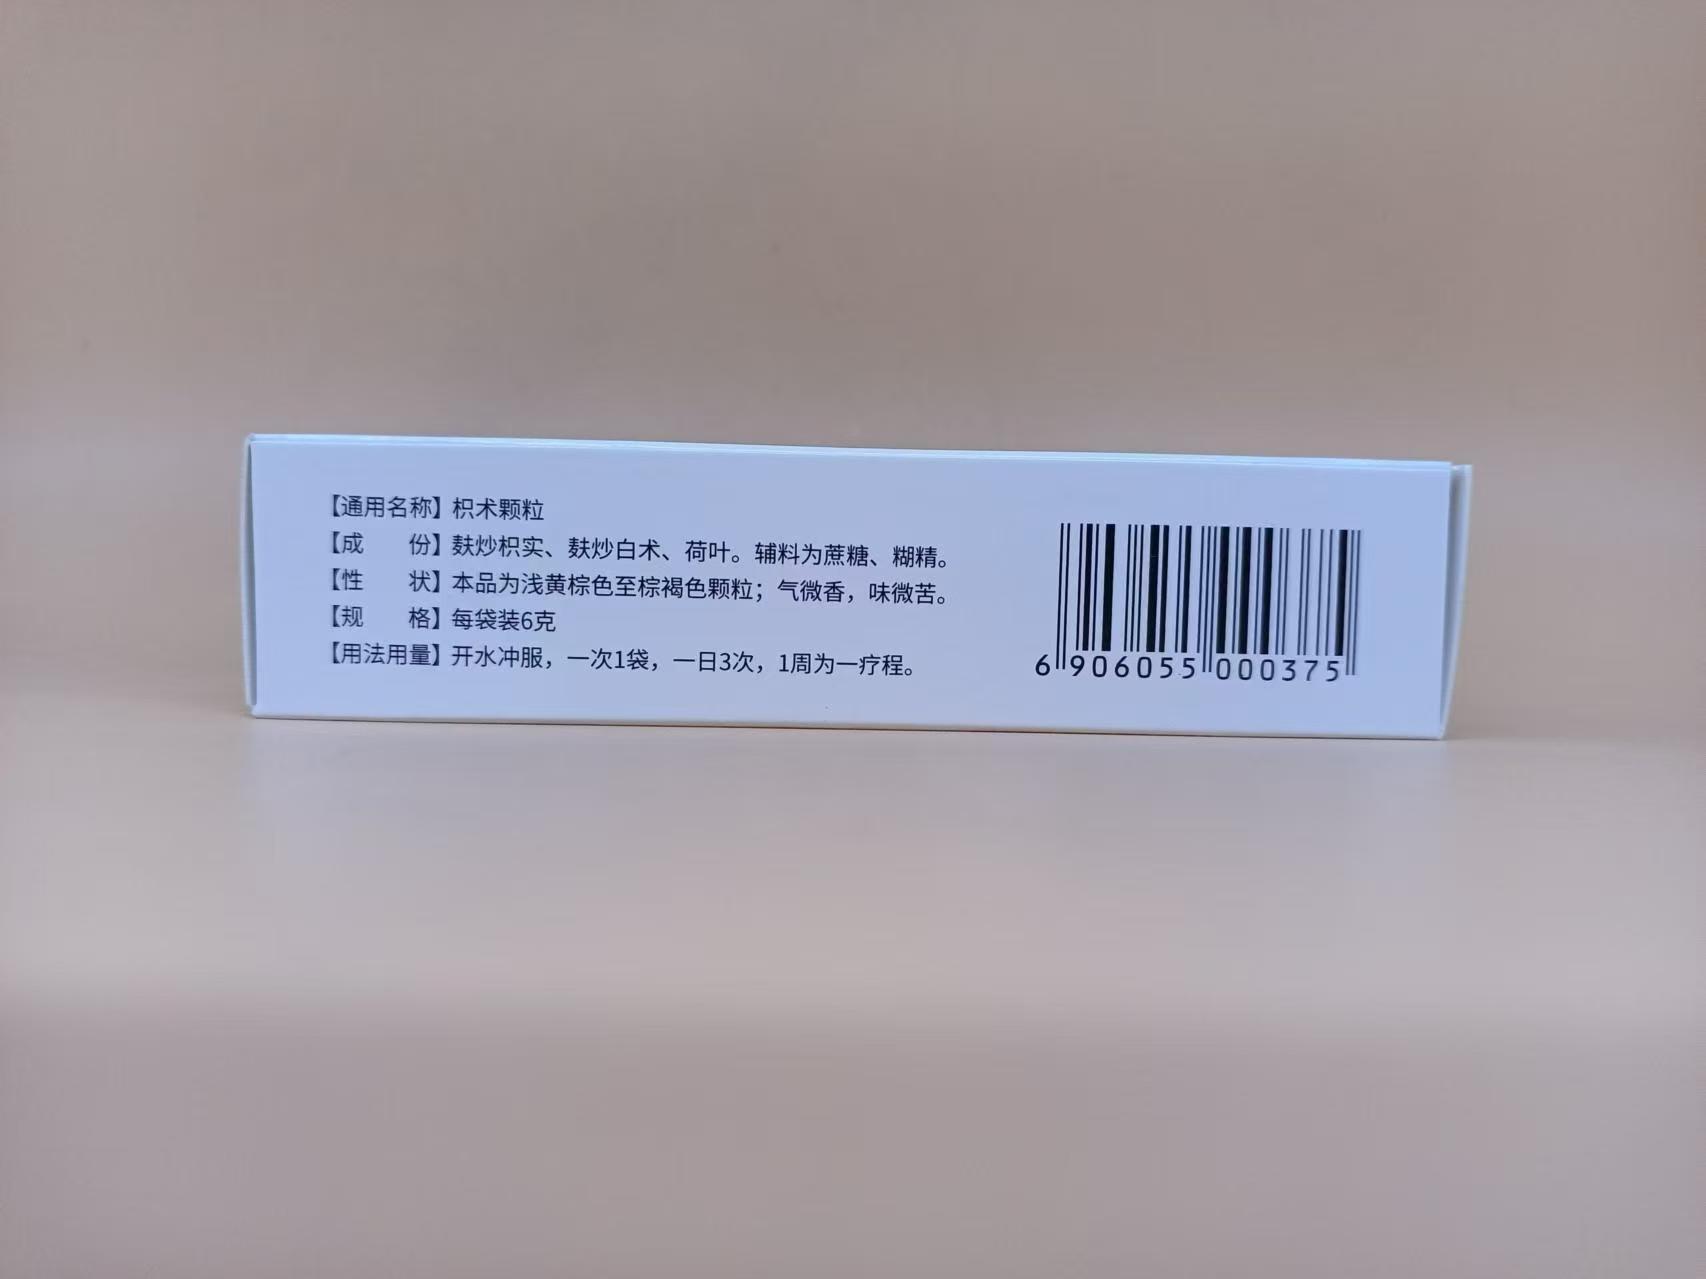 【通用名称】枳术颗粒
【成　　份】麸炒枳实、麸炒白术、荷叶。辅料为蔗糖、糊精。
【性　　状】本品为浅黄棕色至棕褐色颗粒；气微香，味微苦。
【规　　格】每袋装6克
【用法用量】开水冲服，一次1袋，一日3次，1周为一疗程。
6 906055 000375